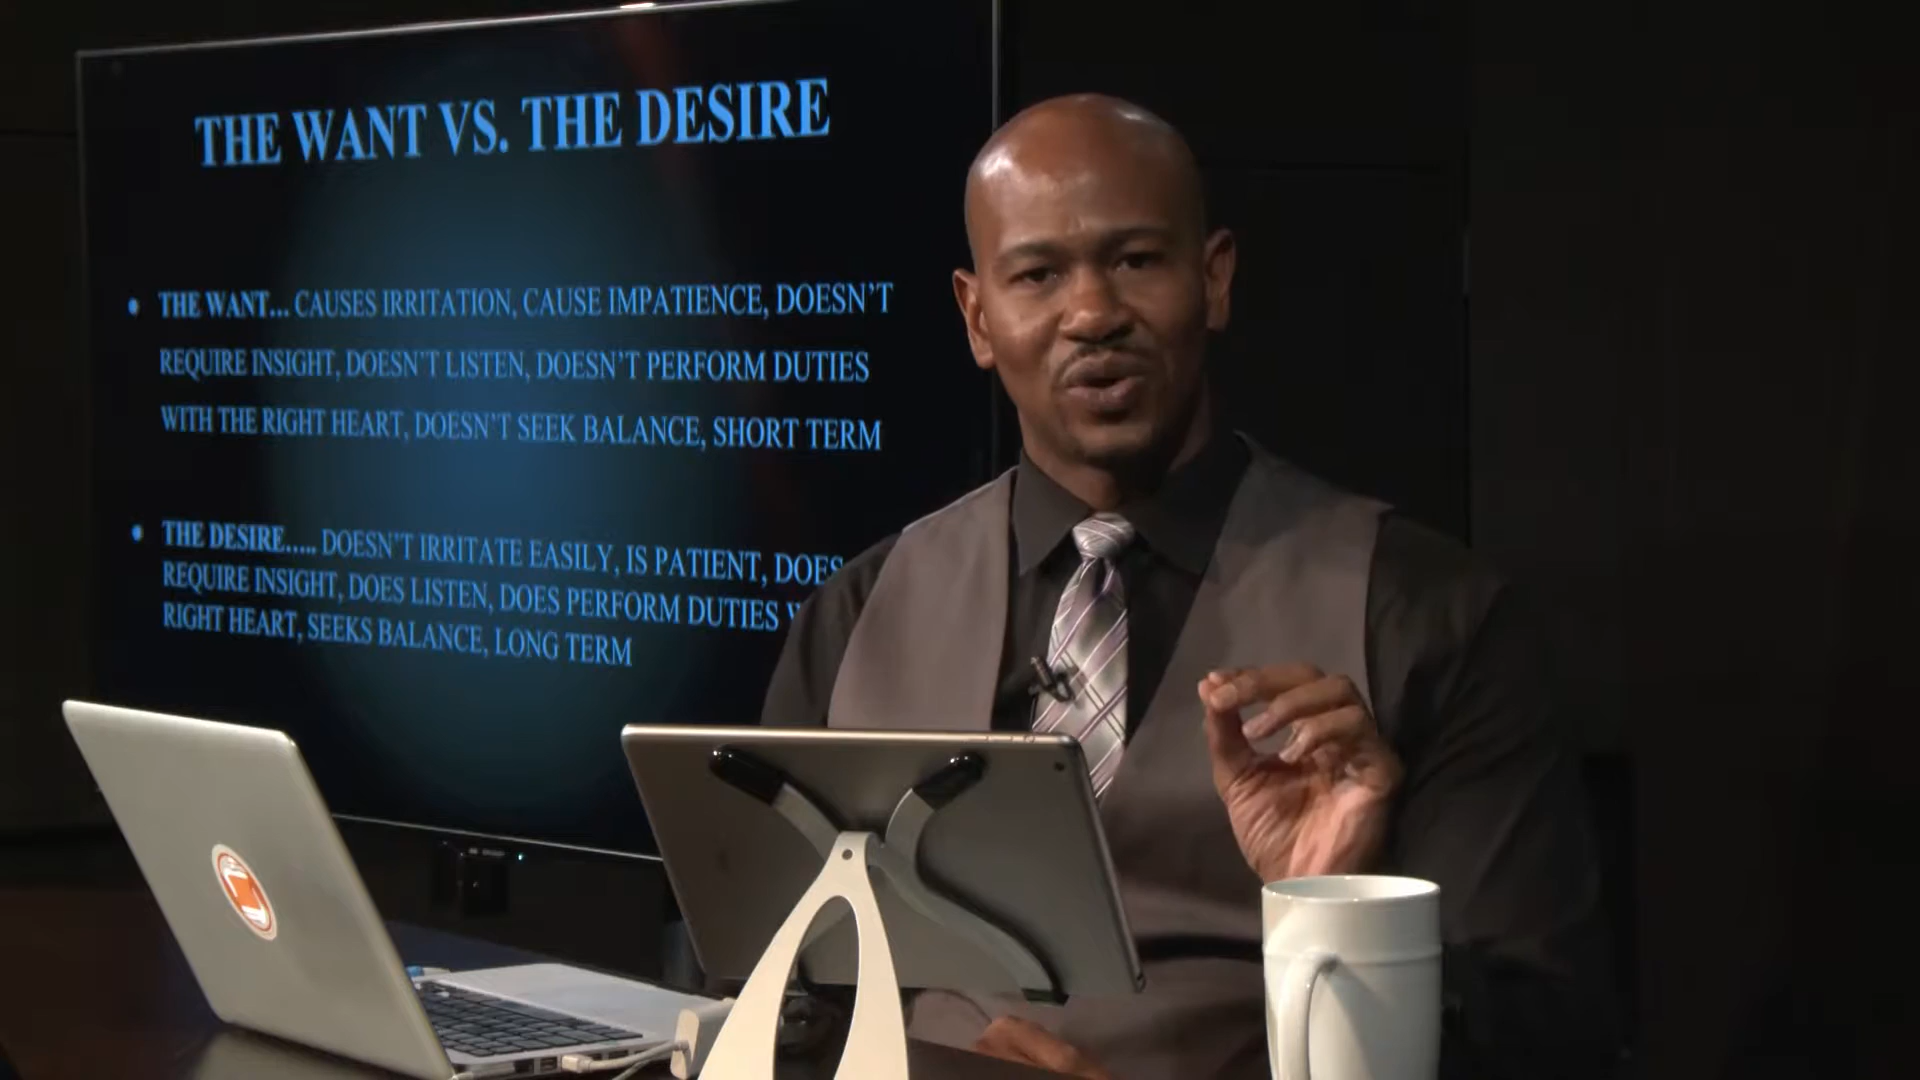 THE WANT VS. THE DESIRE
• THE WANT... CAUSES IRRITATION, CAUSE IMPATIENCE, DOESN'T
REQUIRE INSIGHT, DOESN'T LISTEN, DOESN'T PERFORM DUTIES
WITH THE RIGHT HEART, DOESN'T SEEK BALANCE, SHORT TERM
• THE DESIRE..... DOESN'T IRRITATE EASILY, IS PATIENT, DOES
REQUIRE INSIGHT, DOES LISTEN, DOES PERFORM DUTIES
RIGHT HEART, SEEKS BALANCE, LONG TERM